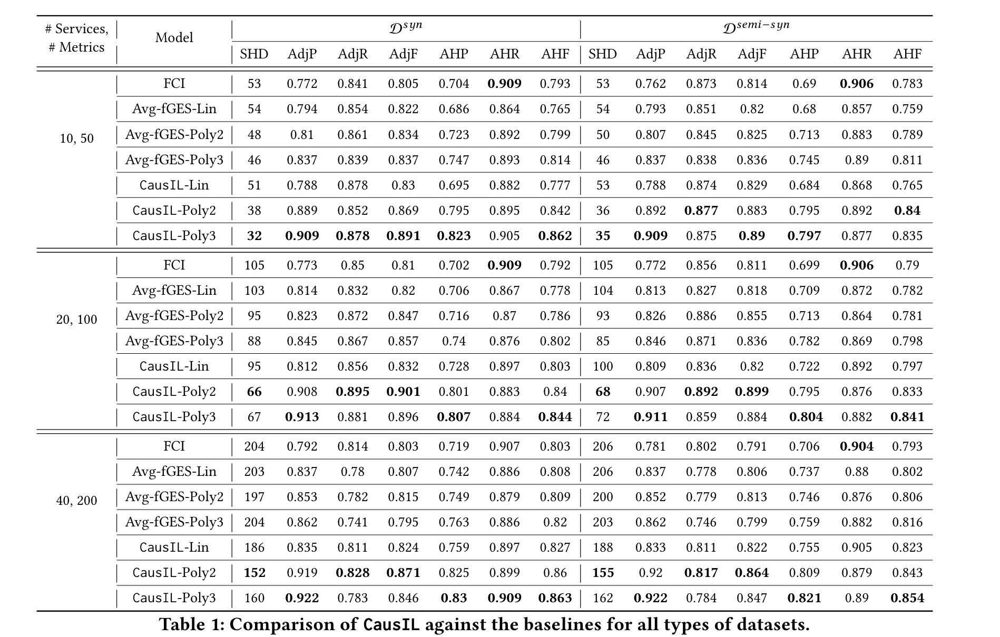 # Services, # Metrics | Model | 𝒟^syn | 𝒟^semi−syn
SHD AdjP AdjR AdjF AHP AHR AHF SHD AdjP AdjR AdjF AHP AHR AHF
10, 50
FCI 53 0.772 0.841 0.805 0.704 0.909 0.793 53 0.762 0.873 0.814 0.69 0.906 0.783
Avg-fGES-Lin 54 0.794 0.854 0.822 0.686 0.864 0.765 54 0.793 0.851 0.82 0.68 0.857 0.759
Avg-fGES-Poly2 48 0.81 0.861 0.834 0.723 0.892 0.799 50 0.807 0.845 0.825 0.713 0.883 0.789
Avg-fGES-Poly3 46 0.837 0.839 0.837 0.747 0.893 0.814 46 0.837 0.838 0.836 0.745 0.89 0.811
CausIL-Lin 51 0.788 0.878 0.83 0.695 0.882 0.777 53 0.788 0.874 0.829 0.684 0.868 0.765
CausIL-Poly2 38 0.889 0.852 0.869 0.795 0.895 0.842 36 0.892 0.877 0.883 0.795 0.892 0.84
CausIL-Poly3 32 0.909 0.878 0.891 0.823 0.905 0.862 35 0.909 0.875 0.89 0.797 0.877 0.835
20, 100
FCI 105 0.773 0.85 0.81 0.702 0.909 0.792 105 0.772 0.856 0.811 0.699 0.906 0.79
Avg-fGES-Lin 103 0.814 0.832 0.82 0.706 0.867 0.778 104 0.813 0.827 0.818 0.709 0.872 0.782
Avg-fGES-Poly2 95 0.823 0.872 0.847 0.716 0.87 0.786 93 0.826 0.886 0.855 0.713 0.864 0.781
Avg-fGES-Poly3 88 0.845 0.867 0.857 0.74 0.876 0.802 85 0.846 0.871 0.836 0.782 0.869 0.798
CausIL-Lin 95 0.812 0.856 0.832 0.728 0.897 0.803 100 0.809 0.836 0.82 0.722 0.892 0.797
CausIL-Poly2 66 0.908 0.895 0.901 0.801 0.883 0.84 68 0.907 0.892 0.899 0.795 0.876 0.833
CausIL-Poly3 67 0.913 0.881 0.896 0.807 0.884 0.844 72 0.911 0.859 0.884 0.804 0.882 0.841
40, 200
FCI 204 0.792 0.814 0.803 0.719 0.907 0.803 206 0.781 0.802 0.791 0.706 0.904 0.793
Avg-fGES-Lin 203 0.837 0.78 0.807 0.742 0.886 0.808 206 0.837 0.778 0.806 0.737 0.88 0.802
Avg-fGES-Poly2 197 0.853 0.782 0.815 0.749 0.879 0.809 200 0.852 0.779 0.813 0.746 0.876 0.806
Avg-fGES-Poly3 204 0.862 0.741 0.795 0.763 0.886 0.82 203 0.862 0.746 0.799 0.759 0.882 0.816
CausIL-Lin 186 0.835 0.811 0.824 0.759 0.897 0.827 188 0.833 0.811 0.822 0.755 0.905 0.823
CausIL-Poly2 152 0.919 0.828 0.871 0.825 0.899 0.86 155 0.92 0.817 0.864 0.809 0.879 0.843
CausIL-Poly3 160 0.922 0.783 0.846 0.83 0.909 0.863 162 0.922 0.784 0.847 0.821 0.89 0.854
Table 1: Comparison of CausIL against the baselines for all types of datasets.